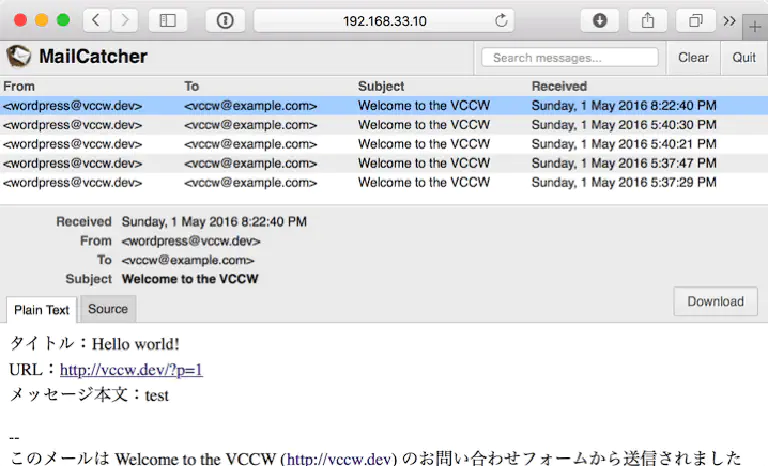 192.168.33.10
MailCatcher Search messages... Clear Quit
From To Subject Received
<wordpress@vccw.dev> <vccw@example.com> Welcome to the VCCW Sunday, 1 May 2016 8:22:40 PM
<wordpress@vccw.dev> <vccw@example.com> Welcome to the VCCW Sunday, 1 May 2016 5:40:30 PM
<wordpress@vccw.dev> <vccw@example.com> Welcome to the VCCW Sunday, 1 May 2016 5:40:21 PM
<wordpress@vccw.dev> <vccw@example.com> Welcome to the VCCW Sunday, 1 May 2016 5:37:47 PM
<wordpress@vccw.dev> <vccw@example.com> Welcome to the VCCW Sunday, 1 May 2016 5:37:29 PM
Received Sunday, 1 May 2016 8:22:40 PM
From <wordpress@vccw.dev>
To <vccw@example.com>
Subject Welcome to the VCCW
Plain Text Source Download
タイトル：Hello world!
URL：http://vccw.dev/?p=1
メッセージ本文：test
--
このメールは Welcome to the VCCW (http://vccw.dev) のお問い合わせフォームから送信されました